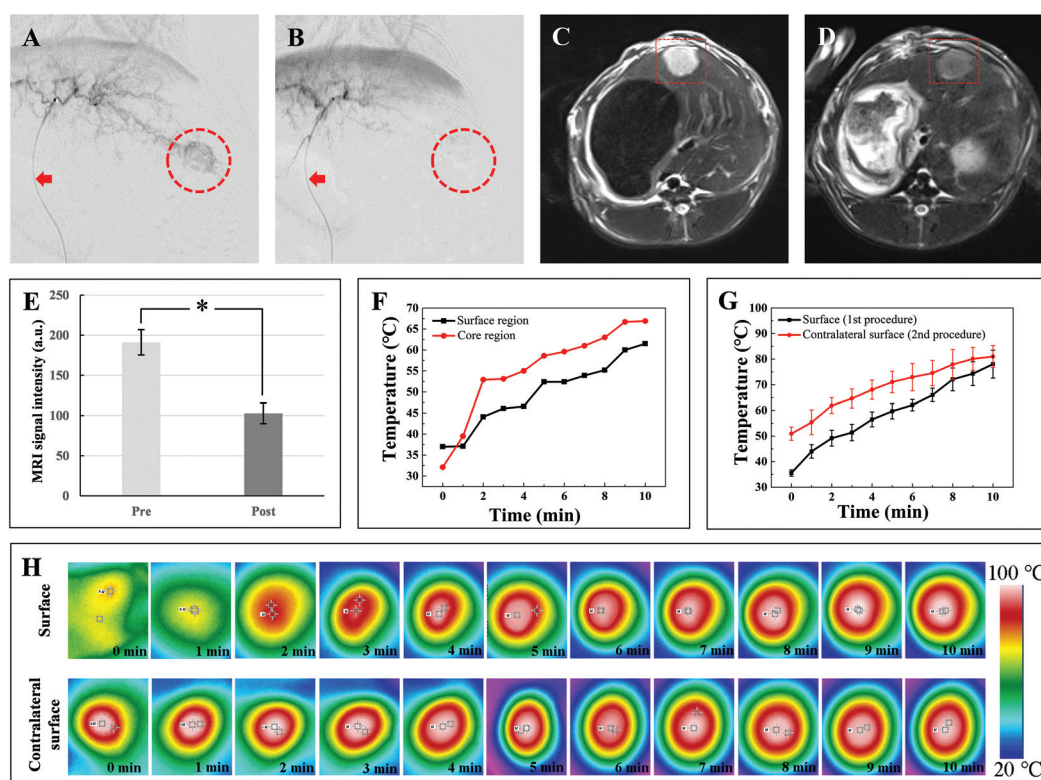 A
B
C
D
E
250
200
150
100
50
0
MRI signal intensity (a.u.)
*
Pre
Post
F
70
65
60
55
50
45
40
35
30
Temperature (℃)
Surface region
Core region
0 2 4 6 8 10
Time (min)
G
100
90
80
70
60
50
40
30
Temperature (℃)
Surface (1st procedure)
Contralateral surface (2nd procedure)
0 2 4 6 8 10
Time (min)
H
Surface
0 min 1 min 2 min 3 min 4 min 5 min 6 min 7 min 8 min 9 min 10 min
Contralateral
surface
0 min 1 min 2 min 3 min 4 min 5 min 6 min 7 min 8 min 9 min 10 min
100 ℃
20 ℃